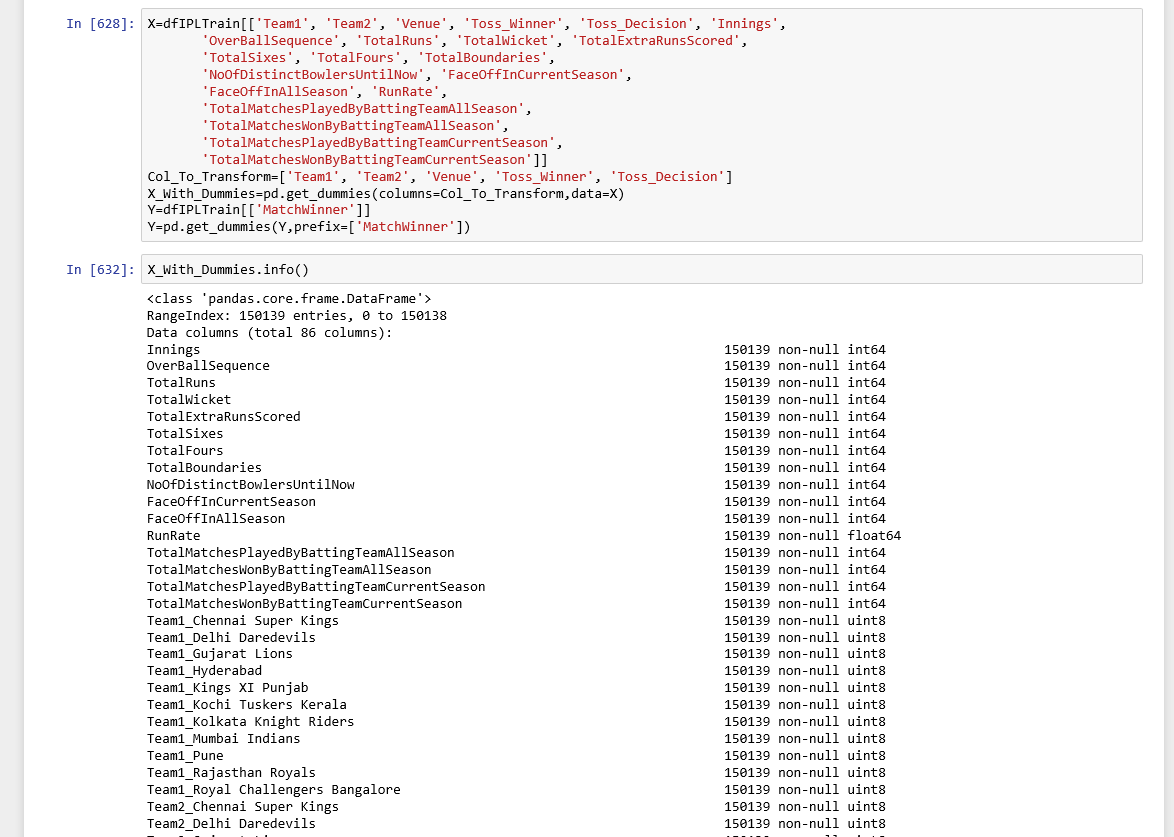 In [628]: X=dfIPLTrain[['Team1', 'Team2', 'Venue', 'Toss_Winner', 'Toss_Decision', 'Innings',
'OverBallSequence', 'TotalRuns', 'TotalWicket', 'TotalExtraRunsScored',
'TotalSixes', 'TotalFours', 'TotalBoundaries',
'NoOfDistinctBowlersUntilNow', 'FaceOffInCurrentSeason',
'FaceOffInAllSeason', 'RunRate',
'TotalMatchesPlayedByBattingTeamAllSeason',
'TotalMatchesWonByBattingTeamAllSeason',
'TotalMatchesPlayedByBattingTeamCurrentSeason',
'TotalMatchesWonByBattingTeamCurrentSeason']]
Col_To_Transform=['Team1', 'Team2', 'Venue', 'Toss_Winner', 'Toss_Decision']
X_With_Dummies=pd.get_dummies(columns=Col_To_Transform,data=X)
Y=dfIPLTrain[['MatchWinner']]
Y=pd.get_dummies(Y,prefix=['MatchWinner'])
In [632]: X_With_Dummies.info()
<class 'pandas.core.frame.DataFrame'>
RangeIndex: 150139 entries, 0 to 150138
Data columns (total 86 columns):
Innings 150139 non-null int64
OverBallSequence 150139 non-null int64
TotalRuns 150139 non-null int64
TotalWicket 150139 non-null int64
TotalExtraRunsScored 150139 non-null int64
TotalSixes 150139 non-null int64
TotalFours 150139 non-null int64
TotalBoundaries 150139 non-null int64
NoOfDistinctBowlersUntilNow 150139 non-null int64
FaceOffInCurrentSeason 150139 non-null int64
FaceOffInAllSeason 150139 non-null int64
RunRate 150139 non-null float64
TotalMatchesPlayedByBattingTeamAllSeason 150139 non-null int64
TotalMatchesWonByBattingTeamAllSeason 150139 non-null int64
TotalMatchesPlayedByBattingTeamCurrentSeason 150139 non-null int64
TotalMatchesWonByBattingTeamCurrentSeason 150139 non-null int64
Team1_Chennai Super Kings 150139 non-null uint8
Team1_Delhi Daredevils 150139 non-null uint8
Team1_Gujarat Lions 150139 non-null uint8
Team1_Hyderabad 150139 non-null uint8
Team1_Kings XI Punjab 150139 non-null uint8
Team1_Kochi Tuskers Kerala 150139 non-null uint8
Team1_Kolkata Knight Riders 150139 non-null uint8
Team1_Mumbai Indians 150139 non-null uint8
Team1_Pune 150139 non-null uint8
Team1_Rajasthan Royals 150139 non-null uint8
Team1_Royal Challengers Bangalore 150139 non-null uint8
Team2_Chennai Super Kings 150139 non-null uint8
Team2_Delhi Daredevils 150139 non-null uint8